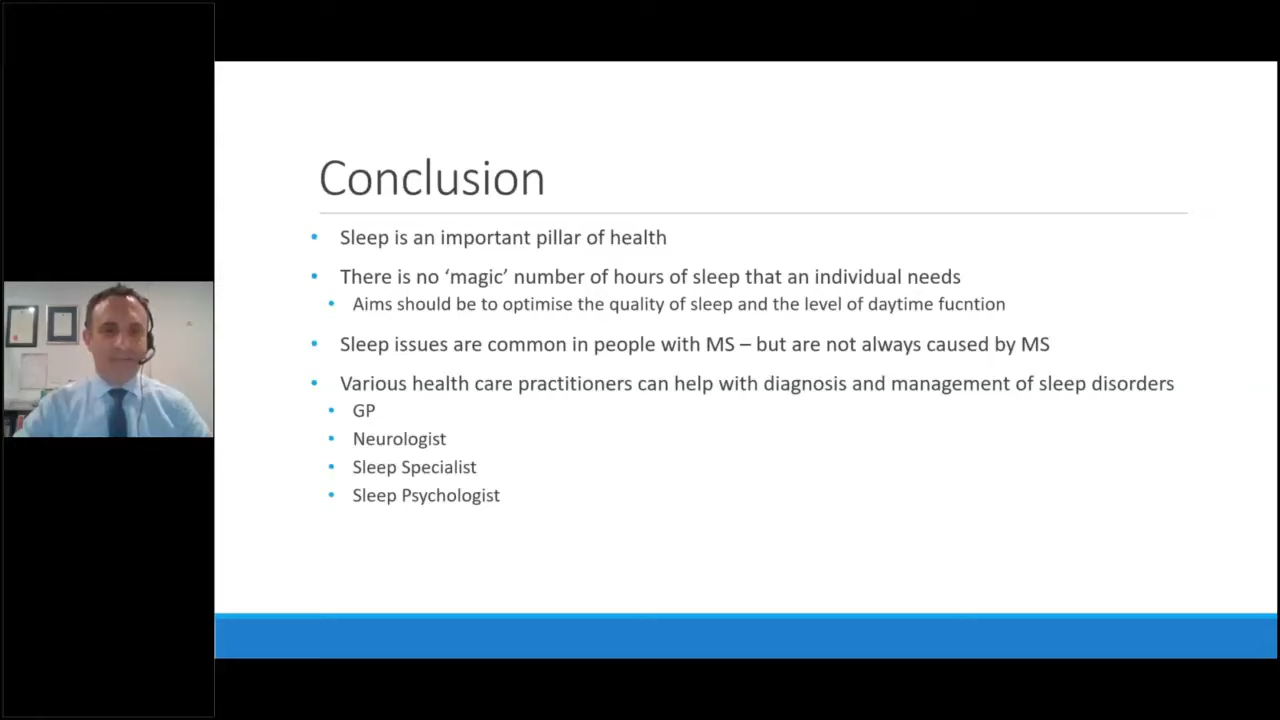 Conclusion
Sleep is an important pillar of health
There is no ‘magic’ number of hours of sleep that an individual needs
Aims should be to optimise the quality of sleep and the level of daytime fucntion
Sleep issues are common in people with MS – but are not always caused by MS
Various health care practitioners can help with diagnosis and management of sleep disorders
GP
Neurologist
Sleep Specialist
Sleep Psychologist